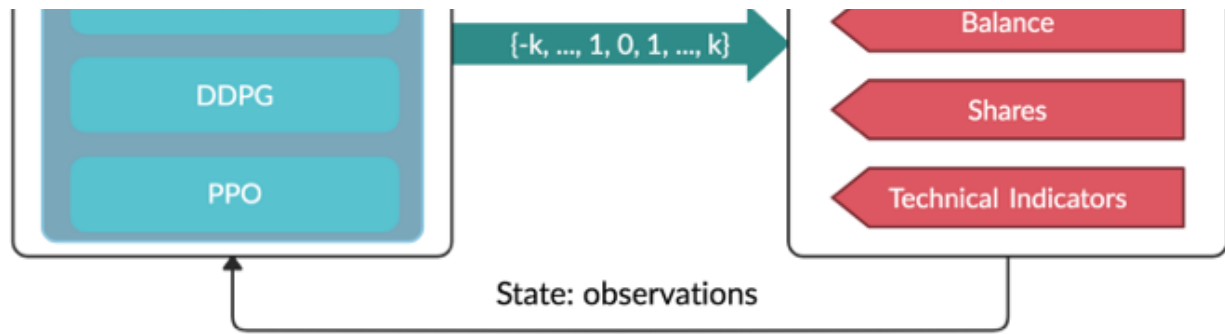 {-k, ..., 1, 0, 1, ..., k}
Balance
DDPG
Shares
PPO
Technical Indicators
State: observations